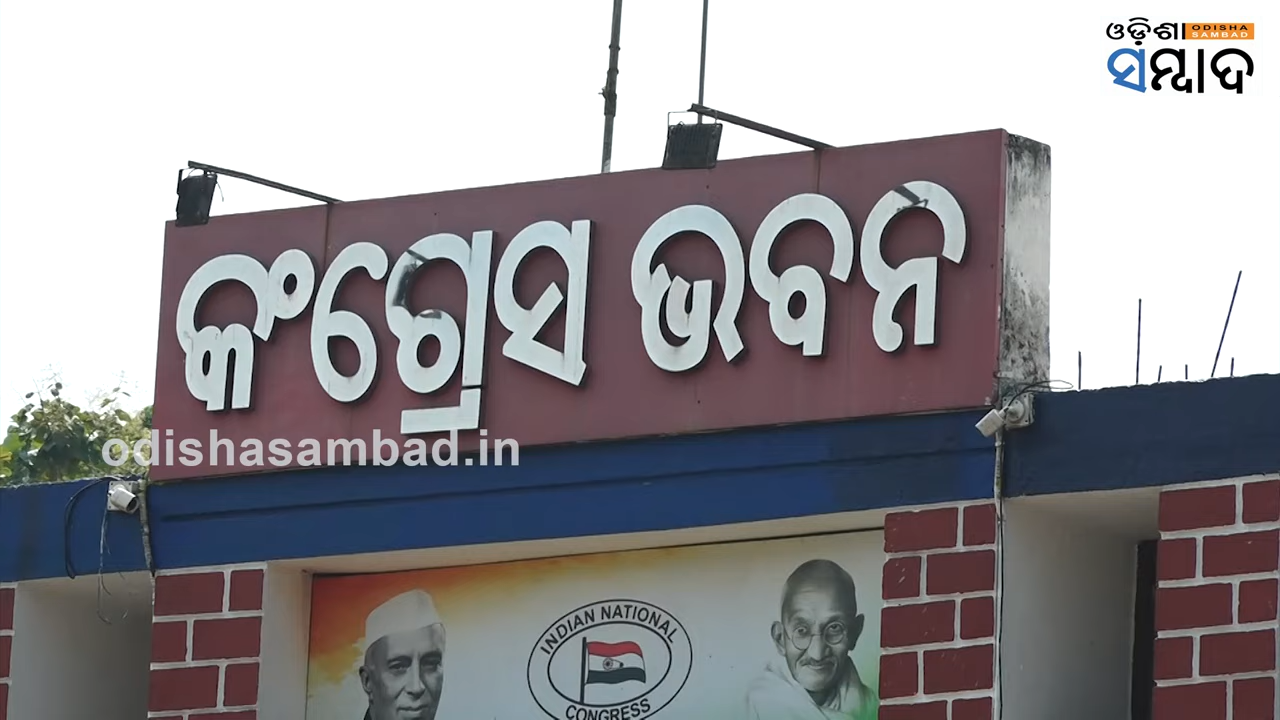 ଓଡ଼ିଶା ODISHA SAMBAD
ସମ୍ବାଦ
କଂଗ୍ରେସ ଭବନ
odishasambad.in
INDIAN NATIONAL
CONGRESS